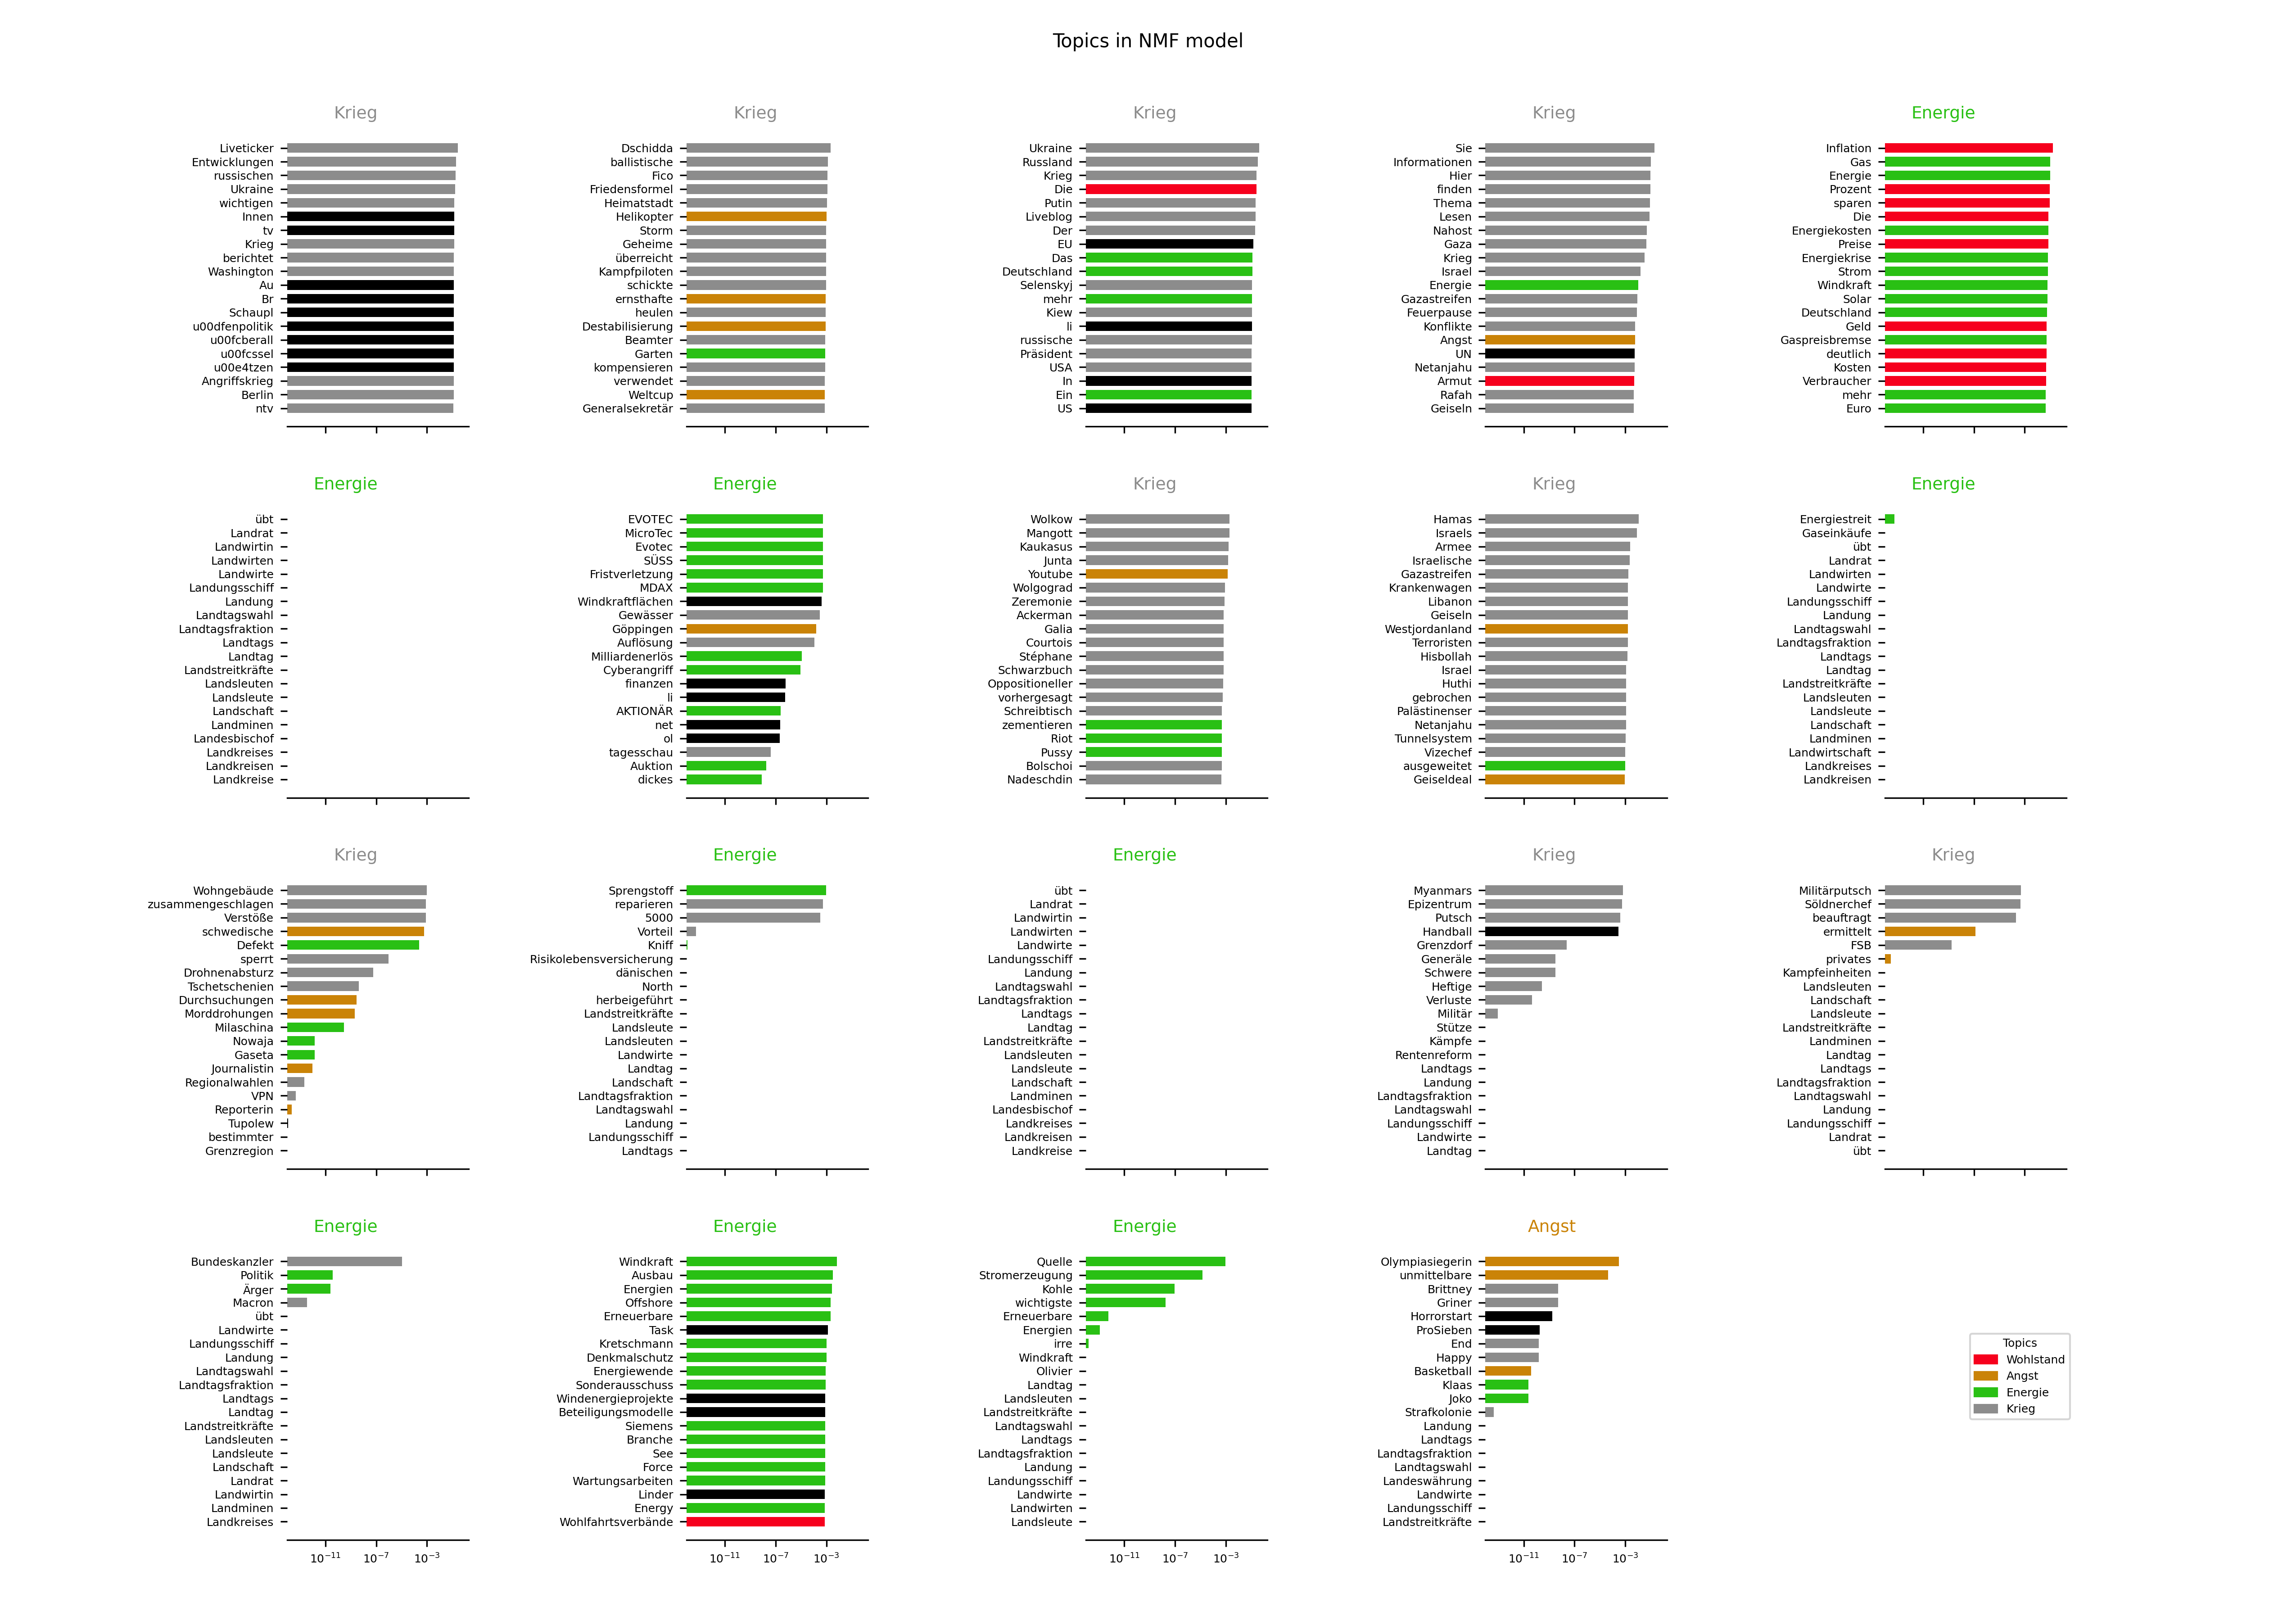 Topics in NMF model
Krieg
Liveticker
Entwicklungen
russischen
Ukraine
wichtigen
Innen
tv
Krieg
berichtet
Washington
Au
Br
Schaupl
u00dfenpolitik
u00fcberall
u00fcssel
u00e4tzen
Angriffskrieg
Berlin
ntv
Krieg
Dschidda
ballistische
Fico
Friedensformel
Heimatstadt
Helikopter
Storm
Geheime
überreicht
Kampfpiloten
schickte
ernsthafte
heulen
Destabilisierung
Beamter
Garten
kompensieren
verwendet
Weltcup
Generalsekretär
Krieg
Ukraine
Russland
Krieg
Die
Putin
Liveblog
Der
EU
Das
Deutschland
Selenskyj
mehr
Kiew
li
russische
Präsident
USA
In
Ein
US
Krieg
Sie
Informationen
Hier
finden
Thema
Lesen
Nahost
Gaza
Krieg
Israel
Energie
Gazastreifen
Feuerpause
Konflikte
Angst
UN
Netanjahu
Armut
Rafah
Geiseln
Energie
Inflation
Gas
Energie
Prozent
sparen
Die
Energiekosten
Preise
Energiekrise
Strom
Windkraft
Solar
Deutschland
Geld
Gaspreisbremse
deutlich
Kosten
Verbraucher
mehr
Euro
Energie
übt
Landrat
Landwirtin
Landwirten
Landwirte
Landungsschiff
Landung
Landtagswahl
Landtagsfraktion
Landtags
Landtag
Landstreitkräfte
Landsleuten
Landsleute
Landschaft
Landminen
Landesbischof
Landkreises
Landkreisen
Landkreise
Energie
EVOTEC
MicroTec
Evotec
SÜSS
Fristverletzung
MDAX
Windkraftflächen
Gewässer
Göppingen
Auflösung
Milliardenerlös
Cyberangriff
finanzen
li
AKTIONÄR
net
ol
tagesschau
Auktion
dickes
Krieg
Wolkow
Mangott
Kaukasus
Junta
Youtube
Wolgograd
Zeremonie
Ackerman
Galia
Courtois
Stéphane
Schwarzbuch
Oppositioneller
vorhergesagt
Schreibtisch
zementieren
Riot
Pussy
Bolschoi
Nadeschdin
Krieg
Hamas
Israels
Armee
Israelische
Gazastreifen
Krankenwagen
Libanon
Geiseln
Westjordanland
Terroristen
Hisbollah
Israel
Huthi
gebrochen
Palästinenser
Netanjahu
Tunnelsystem
Vizechef
ausgeweitet
Geiseldeal
Energie
Energiestreit
Gaseinkäufe
übt
Landrat
Landwirten
Landwirte
Landungsschiff
Landung
Landtagswahl
Landtagsfraktion
Landtags
Landtag
Landstreitkräfte
Landsleuten
Landsleute
Landschaft
Landminen
Landwirtschaft
Landkreises
Landkreisen
Krieg
Wohngebäude
zusammengeschlagen
Verstöße
schwedische
Defekt
sperrt
Drohnenabsturz
Tschetschenien
Durchsuchungen
Morddrohungen
Milaschina
Nowaja
Gaseta
Journalistin
Regionalwahlen
VPN
Reporterin
Tupolew
bestimmter
Grenzregion
Energie
Sprengstoff
reparieren
5000
Vorteil
Kniff
Risikolebensversicherung
dänischen
North
herbeigeführt
Landstreitkräfte
Landsleute
Landsleuten
Landwirte
Landtag
Landschaft
Landtagsfraktion
Landtagswahl
Landung
Landungsschiff
Landtags
Energie
übt
Landrat
Landwirtin
Landwirten
Landwirte
Landungsschiff
Landung
Landtagswahl
Landtagsfraktion
Landtags
Landtag
Landstreitkräfte
Landsleuten
Landsleute
Landschaft
Landminen
Landesbischof
Landkreises
Landkreisen
Landkreise
Krieg
Myanmars
Epizentrum
Putsch
Handball
Grenzdorf
Generäle
Schwere
Heftige
Verluste
Militär
Stütze
Kämpfe
Rentenreform
Landtags
Landung
Landtagsfraktion
Landtagswahl
Landungsschiff
Landwirte
Landtag
Krieg
Militärputsch
Söldnerchef
beauftragt
ermittelt
FSB
privates
Kampfeinheiten
Landsleuten
Landschaft
Landsleute
Landstreitkräfte
Landminen
Landtag
Landtags
Landtagsfraktion
Landtagswahl
Landung
Landungsschiff
Landrat
übt
Energie
Bundeskanzler
Politik
Ärger
Macron
übt
Landwirte
Landungsschiff
Landung
Landtagswahl
Landtagsfraktion
Landtags
Landtag
Landstreitkräfte
Landsleuten
Landsleute
Landschaft
Landrat
Landwirtin
Landminen
Landkreises
10⁻¹¹ 10⁻⁷ 10⁻³
Energie
Windkraft
Ausbau
Energien
Offshore
Erneuerbare
Task
Kretschmann
Denkmalschutz
Energiewende
Sonderausschuss
Windenergieprojekte
Beteiligungsmodelle
Siemens
Branche
See
Force
Wartungsarbeiten
Linder
Energy
Wohlfahrtsverbände
10⁻¹¹ 10⁻⁷ 10⁻³
Energie
Quelle
Stromerzeugung
Kohle
wichtigste
Erneuerbare
Energien
irre
Windkraft
Olivier
Landtag
Landsleuten
Landstreitkräfte
Landtagswahl
Landtags
Landtagsfraktion
Landung
Landungsschiff
Landwirte
Landwirten
Landsleute
10⁻¹¹ 10⁻⁷ 10⁻³
Angst
Olympiasiegerin
unmittelbare
Brittney
Griner
Horrorstart
ProSieben
End
Happy
Basketball
Klaas
Joko
Strafkolonie
Landung
Landtags
Landtagsfraktion
Landtagswahl
Landeswährung
Landwirte
Landungsschiff
Landstreitkräfte
10⁻¹¹ 10⁻⁷ 10⁻³
Topics
Wohlstand
Angst
Energie
Krieg